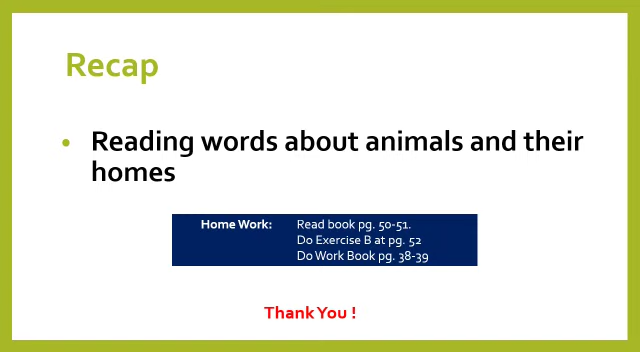 Recap
• Reading words about animals and their
homes
Home Work: Read book pg. 50-51.
Do Exercise B at pg. 52
Do Work Book pg. 38-39
Thank You !